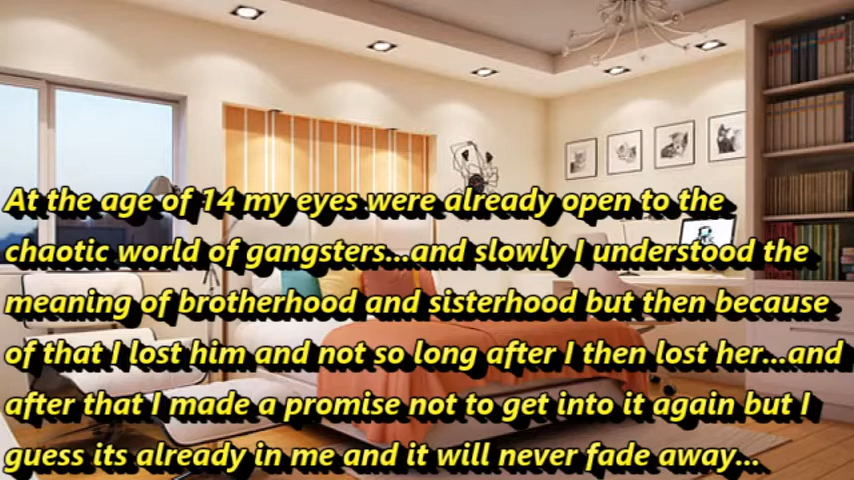 At the age of 14 my eyes were already open to the
chaotic world of gangsters...and slowly I understood the
meaning of brotherhood and sisterhood but then because
of that I lost him and not so long after I then lost her...and
after that I made a promise not to get into it again but I
guess its already in me and it will never fade away...